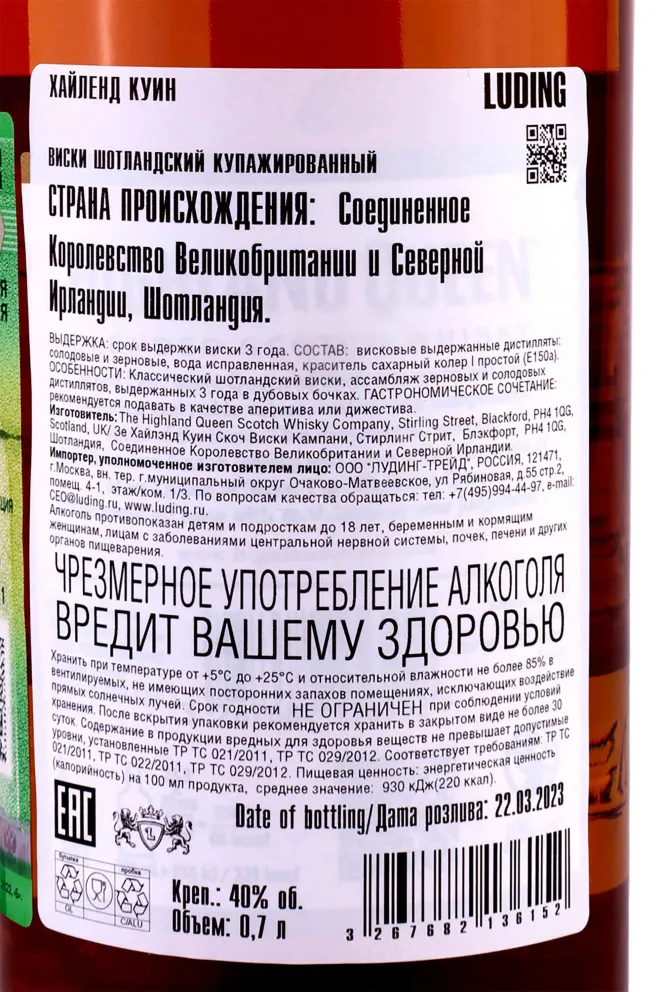 ХАЙЛЕНД КУИН
LUDING
ВИСКИ ШОТЛАНДСКИЙ КУПАЖИРОВАННЫЙ
СТРАНА ПРОИСХОЖДЕНИЯ: Соединенное
Королевство Великобритании и Северной
Ирландии, Шотландия.
ВЫДЕРЖКА: срок выдержки виски 3 года. СОСТАВ: висковые выдержанные дистилляты:
солодовые и зерновые, вода исправленная, краситель сахарный колер I простой (Е150а).
ОСОБЕННОСТИ: Классический шотландский виски, ассамбляж зерновых и солодовых
дистиллятов, выдержанных 3 года в дубовых бочках. ГАСТРОНОМИЧЕСКОЕ СОЧЕТАНИЕ:
рекомендуется подавать в качестве аперитива или дижестива.
Изготовитель: The Highland Queen Scotch Whisky Company, Stirling Street, Blackford, PH4 1QG,
Scotland, UK/ Зе Хайлэнд Куин Скоч Виски Кампани, Стирлинг Стрит, Блэкфорт, PH4 1QG,
Шотландия, Соединенное Королевство Великобритании и Северной Ирландии.
Импортер, уполномоченное изготовителем лицо: ООО "ЛУДИНГ-ТРЕЙД", РОССИЯ, 121471,
г.Москва, вн. тер. г.муниципальный округ Очаково-Матвеевское, ул Рябиновая, д.55 стр.2,
помещ. 4-1, этаж/ком. 1/3. По вопросам качества обращаться: тел: +7(495)994-44-97, e-mail:
CEO@luding.ru, www.luding.ru.
Алкоголь противопоказан детям и подросткам до 18 лет, беременным и кормящим
женщинам, лицам с заболеваниями центральной нервной системы, почек, печени и других
органов пищеварения.
ЧРЕЗМЕРНОЕ УПОТРЕБЛЕНИЕ АЛКОГОЛЯ
ВРЕДИТ ВАШЕМУ ЗДОРОВЬЮ
Хранить при температуре от +5°С до +25°С и относительной влажности не более 85% в
вентилируемых, не имеющих посторонних запахов помещениях, исключающих воздействие
прямых солнечных лучей. Срок годности НЕ ОГРАНИЧЕН при соблюдении условий
хранения. После вскрытия упаковки рекомендуется хранить в закрытом виде не более 30
суток. Содержание в продукции вредных для здоровья веществ не превышает допустимые
уровни, установленные ТР ТС 021/2011, ТР ТС 029/2012. Соответствует требованиям: ТР ТС
021/2011, ТР ТС 022/2011, ТР ТС 029/2012. Пищевая ценность: энергетическая ценность
(калорийность) на 100 мл продукта, среднее значение: 930 кДж(220 ккал).
EAC
Date of bottling/Дата розлива: 22.03.2023
бутылка
пробка
GL
C/ALU
Креп.: 40% об.
Объем: 0,7 л
3 267682 136152